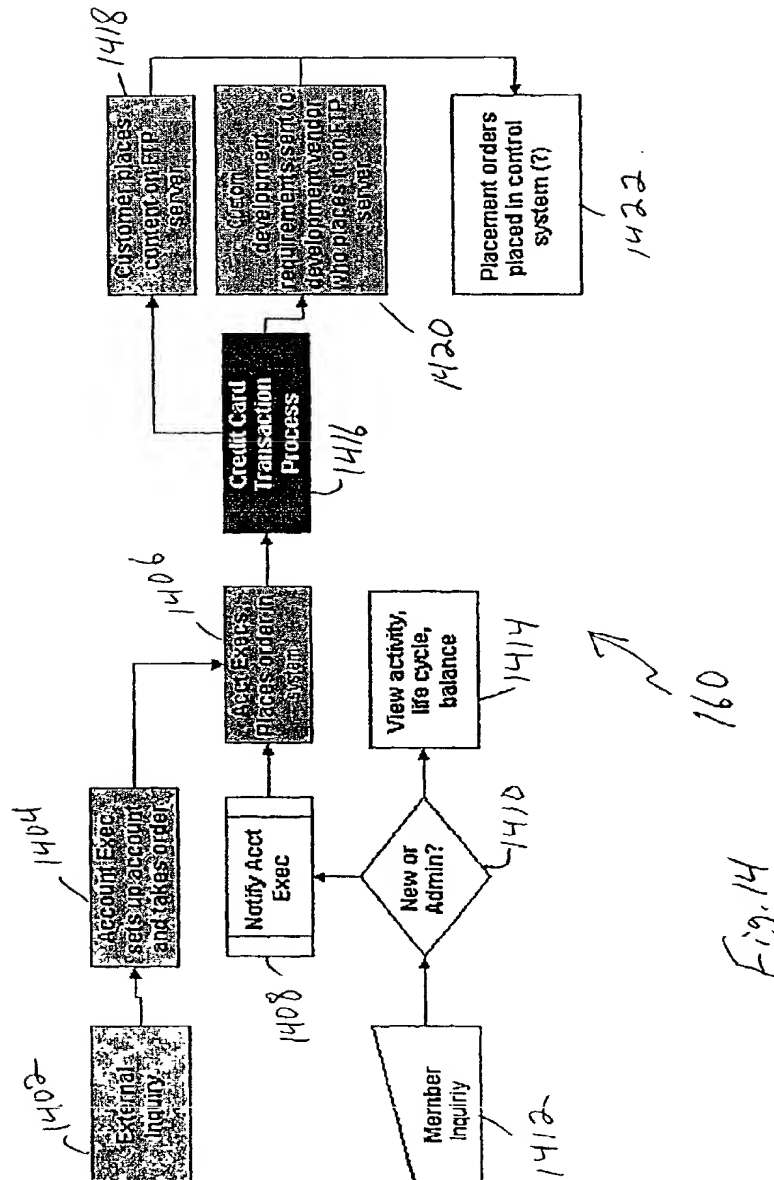 1402
External
Inquiry
1404
Account Exec
sets up account
and takes order
1406
Acct Execs
places order in
system
1408
Notify Acct
Exec
1412
Member
Inquiriy
New or
Admin?
1410
View activity,
life cycle,
balance
1414
Credit Card
Transaction
Process
1416
Customer places
content on FTP
server
1418
Custom
development
requirements sent to
development vendor
who places it on FTP
server
1420
Placement orders
placed in control
system (?)
1422
160
Fig. 14